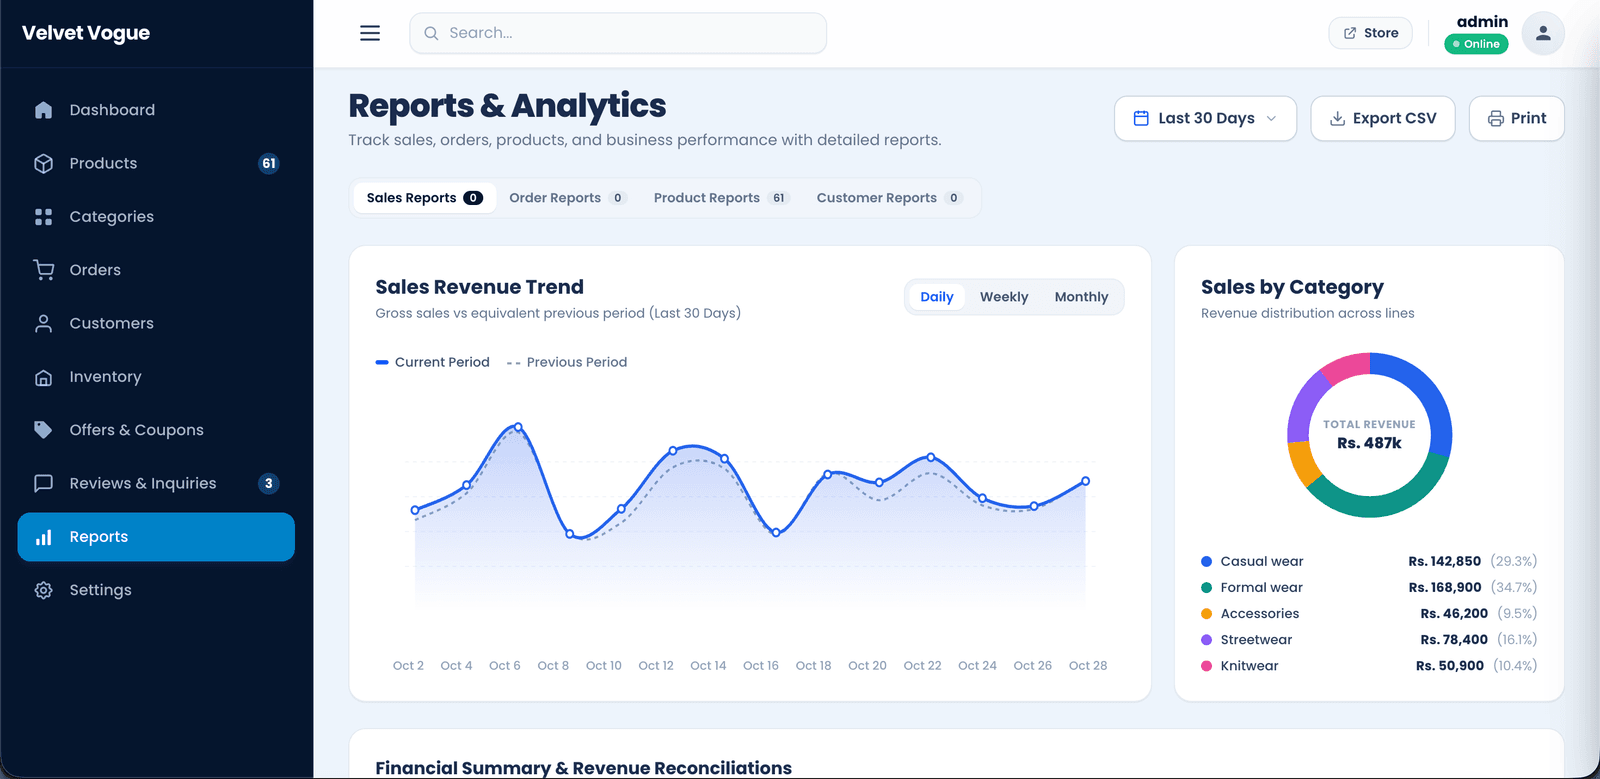 Velvet Vogue
Dashboard
Products 61
Categories
Orders
Customers
Inventory
Offers & Coupons
Reviews & Inquiries 3
Reports
Settings
Search...
Store
admin
Online
Reports & Analytics
Track sales, orders, products, and business performance with detailed reports.
Last 30 Days
Export CSV
Print
Sales Reports 0 Order Reports 0 Product Reports 61 Customer Reports 0
Sales Revenue Trend
Gross sales vs equivalent previous period (Last 30 Days)
Daily Weekly Monthly
Current Period Previous Period
Oct 2 Oct 4 Oct 6 Oct 8 Oct 10 Oct 12 Oct 14 Oct 16 Oct 18 Oct 20 Oct 22 Oct 24 Oct 26 Oct 28
Sales by Category
Revenue distribution across lines
TOTAL REVENUE
Rs. 487k
Casual wear Rs. 142,850 (29.3%)
Formal wear Rs. 168,900 (34.7%)
Accessories Rs. 46,200 (9.5%)
Streetwear Rs. 78,400 (16.1%)
Knitwear Rs. 50,900 (10.4%)
Financial Summary & Revenue Reconciliations